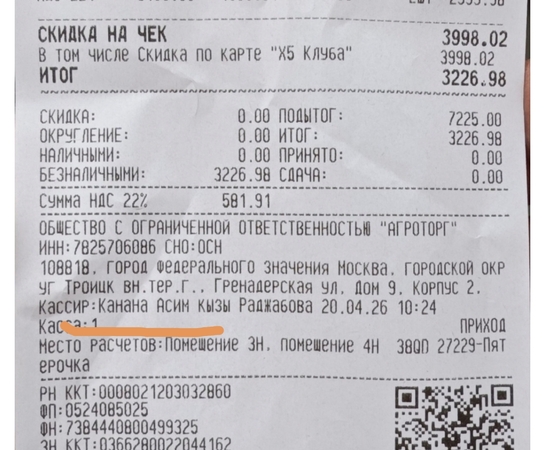 СКИДКА НА ЧЕК 3998.02
В том числе Скидка по карте "Х5 Клуба" 3998.02
ИТОГ 3226.98
СКИДКА: 0.00 ПОДЫТОГ: 7225.00
ОКРУГЛЕНИЕ: 0.00 ИТОГ: 3226.98
НАЛИЧНЫМИ: 0.00 ПРИНЯТО: 0.00
БЕЗНАЛИЧНЫМИ: 3226.98 СДАЧА: 0.00
Сумма НДС 22% 581.91
ОБЩЕСТВО С ОГРАНИЧЕННОЙ ОТВЕТСТВЕННОСТЬЮ "АГРОТОРГ"
ИНН:7825706086 СНО:ОСН
108818, ГОРОД Федерального значения Москва, городской окр
уг Троицк вн.тер.г., Гренадерская ул. Дом 9, Корпус 2.
Кассир:Канана Асим Кызы Раджабова 20.04.26 10:24
Касса:1 ПРИХОД
Место расчетов:Помещение 3Н, помещение 4Н 38QD 27229-Пят
ерочка
РН ККТ:0008021203032860
ФП:0524085025
ФН:7384440800499325
ЗН ККТ:0366280022044162